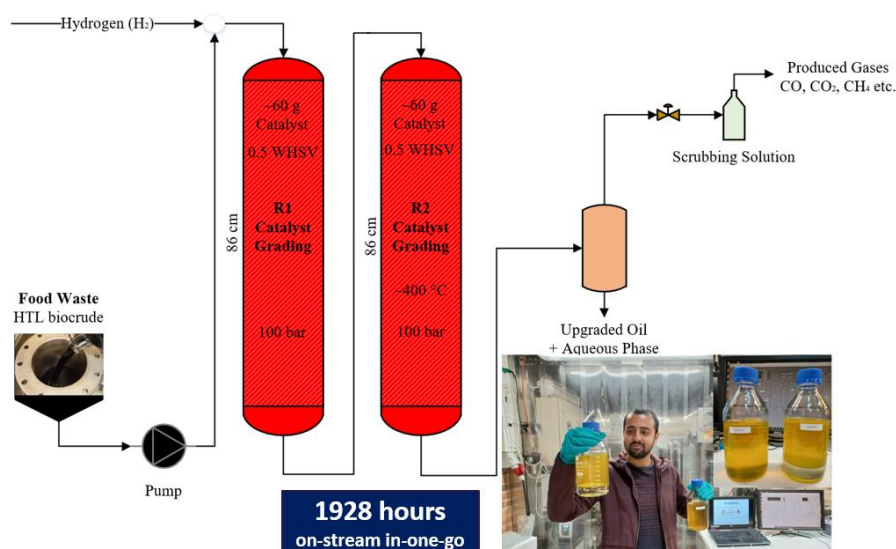 Hydrogen (H₂)
~60 g
Catalyst
0.5 WHSV
R1
Catalyst
Grading
100 bar
86 cm
~60 g
Catalyst
0.5 WHSV
R2
Catalyst
Grading
~400 °C
100 bar
86 cm
Produced Gases
CO, CO₂, CH₄ etc.
Scrubbing Solution
Food Waste
HTL biocrude
Pump
Upgraded Oil
+ Aqueous Phase
1928 hours
on-stream in-one-go